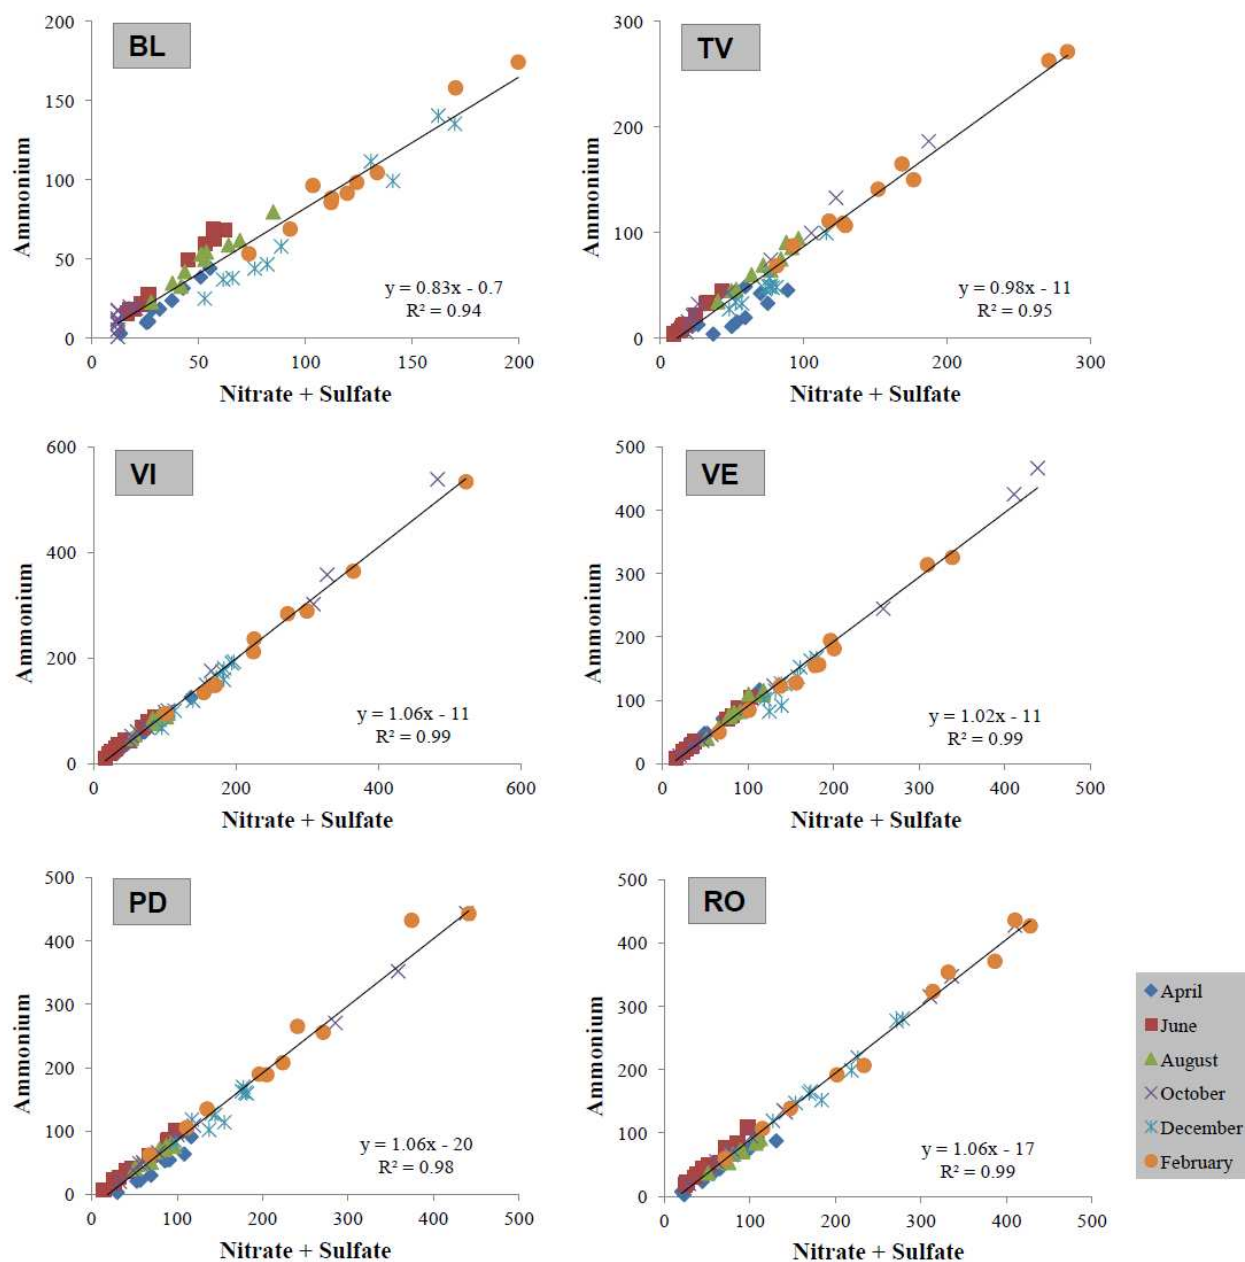 BL
200
150
100
50
0
Ammonium
y = 0.83x - 0.7
R² = 0.94
0 50 100 150 200
Nitrate + Sulfate
TV
300
200
100
0
Ammonium
y = 0.98x - 11
R² = 0.95
0 100 200 300
Nitrate + Sulfate
VI
600
400
200
0
Ammonium
y = 1.06x - 11
R² = 0.99
0 200 400 600
Nitrate + Sulfate
VE
500
400
300
200
100
0
Ammonium
y = 1.02x - 11
R² = 0.99
0 100 200 300 400 500
Nitrate + Sulfate
PD
500
400
300
200
100
0
Ammonium
y = 1.06x - 20
R² = 0.98
0 100 200 300 400 500
Nitrate + Sulfate
RO
500
400
300
200
100
0
Ammonium
y = 1.06x - 17
R² = 0.99
0 100 200 300 400 500
Nitrate + Sulfate
April
June
August
October
December
February